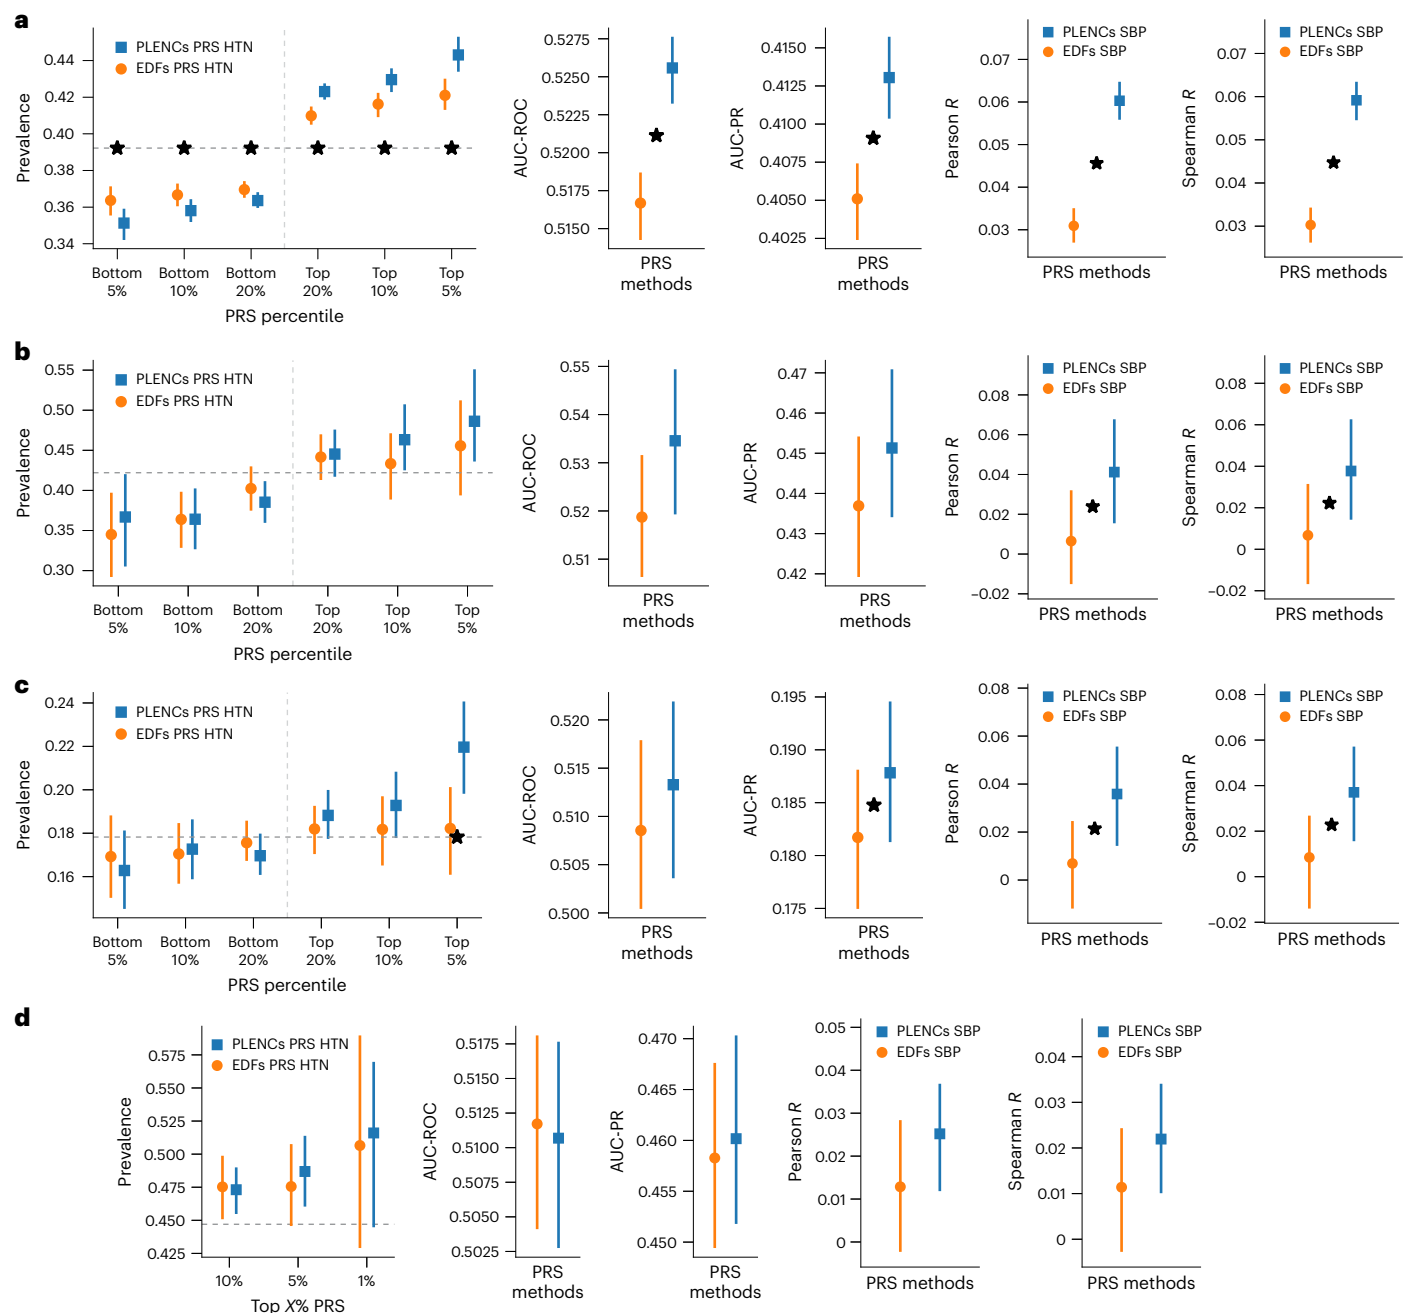 a
PLENCs PRS HTN
EDFs PRS HTN
Prevalence
0.44
0.42
0.40
0.38
0.36
0.34
Bottom 5%
Bottom 10%
Bottom 20%
Top 20%
Top 10%
Top 5%
PRS percentile
AUC-ROC
0.5275
0.5250
0.5225
0.5200
0.5175
0.5150
PRS
methods
AUC-PR
0.4150
0.4125
0.4100
0.4075
0.4050
0.4025
PRS
methods
PLENCs SBP
EDFs SBP
Pearson R
0.07
0.06
0.05
0.04
0.03
PRS methods
PLENCs SBP
EDFs SBP
Spearman R
0.07
0.06
0.05
0.04
0.03
PRS methods
b
PLENCs PRS HTN
EDFs PRS HTN
Prevalence
0.55
0.50
0.45
0.40
0.35
0.30
Bottom 5%
Bottom 10%
Bottom 20%
Top 20%
Top 10%
Top 5%
PRS percentile
AUC-ROC
0.55
0.54
0.53
0.52
0.51
PRS
methods
AUC-PR
0.47
0.46
0.45
0.44
0.43
0.42
PRS
methods
PLENCs SBP
EDFs SBP
Pearson R
0.08
0.06
0.04
0.02
0
−0.02
PRS methods
PLENCs SBP
EDFs SBP
Spearman R
0.08
0.06
0.04
0.02
0
−0.02
PRS methods
c
PLENCs PRS HTN
EDFs PRS HTN
Prevalence
0.24
0.22
0.20
0.18
0.16
Bottom 5%
Bottom 10%
Bottom 20%
Top 20%
Top 10%
Top 5%
PRS percentile
AUC-ROC
0.520
0.515
0.510
0.505
0.500
PRS
methods
AUC-PR
0.195
0.190
0.185
0.180
0.175
PRS
methods
PLENCs SBP
EDFs SBP
Pearson R
0.08
0.06
0.04
0.02
0
PRS methods
PLENCs SBP
EDFs SBP
Spearman R
0.08
0.06
0.04
0.02
0
−0.02
PRS methods
d
PLENCs PRS HTN
EDFs PRS HTN
Prevalence
0.575
0.550
0.525
0.500
0.475
0.450
0.425
10%
5%
1%
Top X% PRS
AUC-ROC
0.5175
0.5150
0.5125
0.5100
0.5075
0.5050
0.5025
PRS
methods
AUC-PR
0.470
0.465
0.460
0.455
0.450
PRS
methods
PLENCs SBP
EDFs SBP
Pearson R
0.05
0.04
0.03
0.02
0.01
0
PRS methods
PLENCs SBP
EDFs SBP
Spearman R
0.04
0.03
0.02
0.01
0
PRS methods